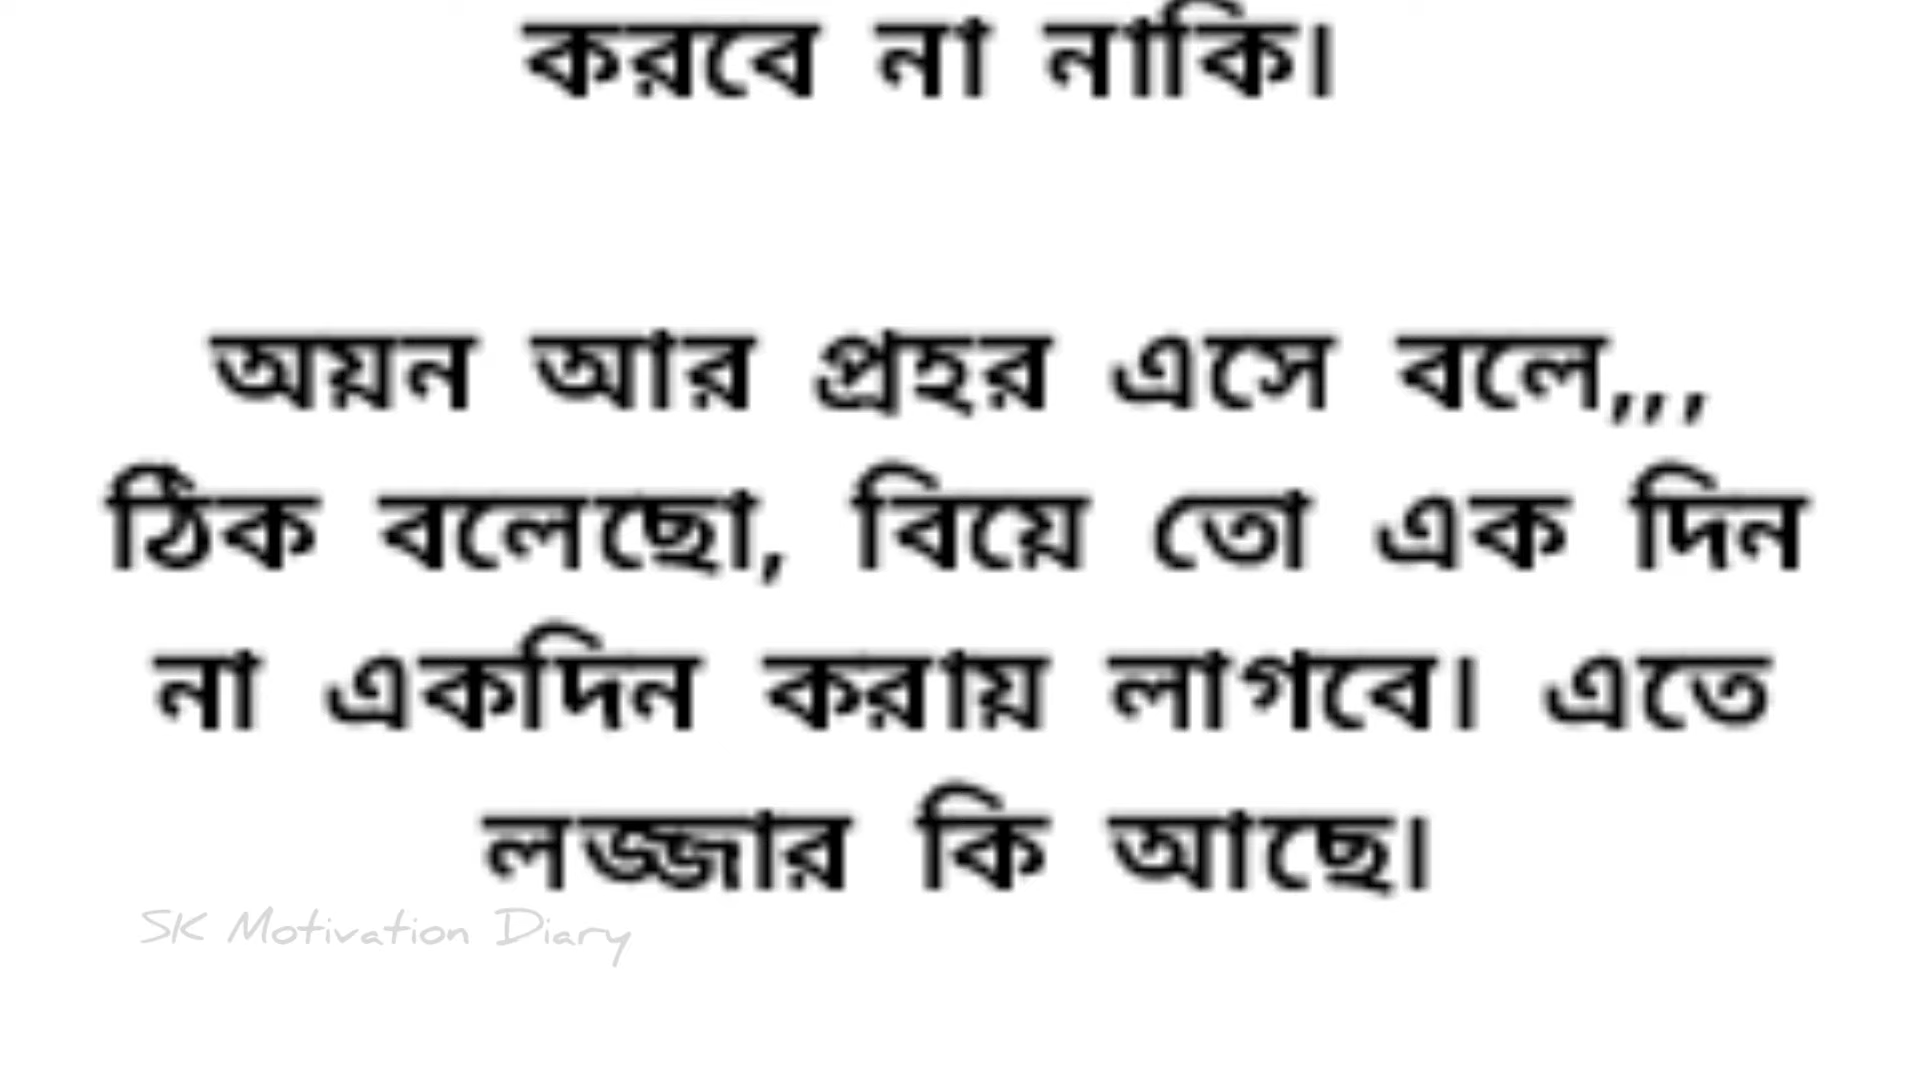 করবে না নাকি।
অয়ন আর প্রহর এসে বলে,,,
ঠিক বলেছো, বিয়ে তো এক দিন
না একদিন করায় লাগবে। এতে
লজ্জার কি আছে।
SK Motivation Diary